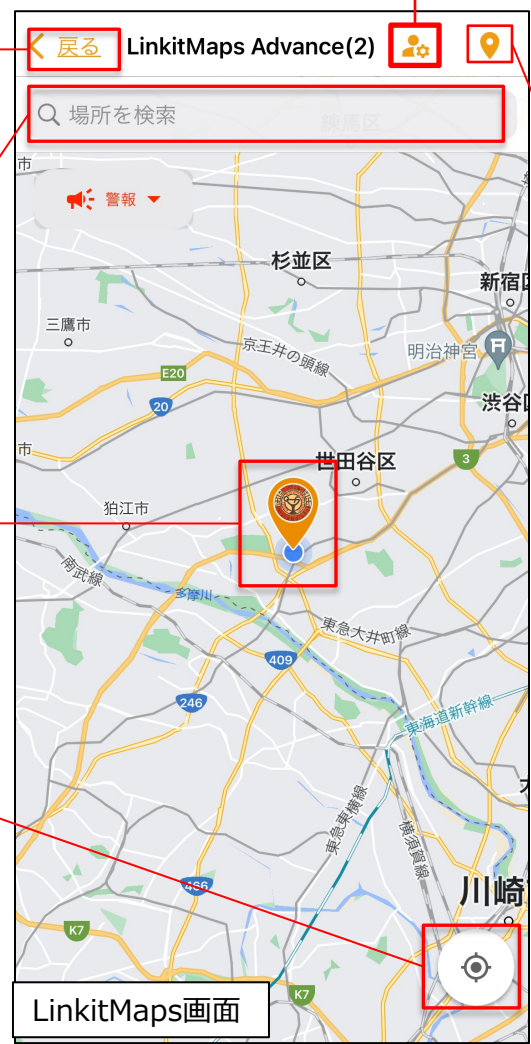 戻る LinkitMaps Advance(2)
場所を検索
練馬区
市
警報
杉並区
新宿区
三鷹市
京王井の頭線
明治神宮
E20
20
渋谷区
市
世田谷区
3
狛江市
南武線
多摩川
東急大井町線
409
246
東海道新幹線
東急東横線
横須賀線
466
川崎
K7
K7
LinkitMaps画面